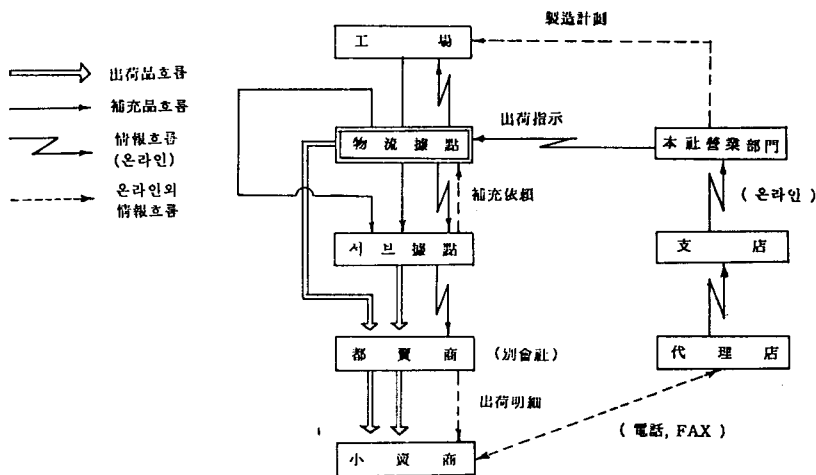 製造計劃
工 場
出荷品흐름
補充品흐름
情報흐름
(온라인)
온라인외
情報흐름
出荷指示
物 流 據 點
本社營業部門
補充依賴
( 온라인 )
서 브 據 點
支 店
都 賣 商
(別會社)
代 理 店
出荷明細
( 電話, FAX )
小 賣 商